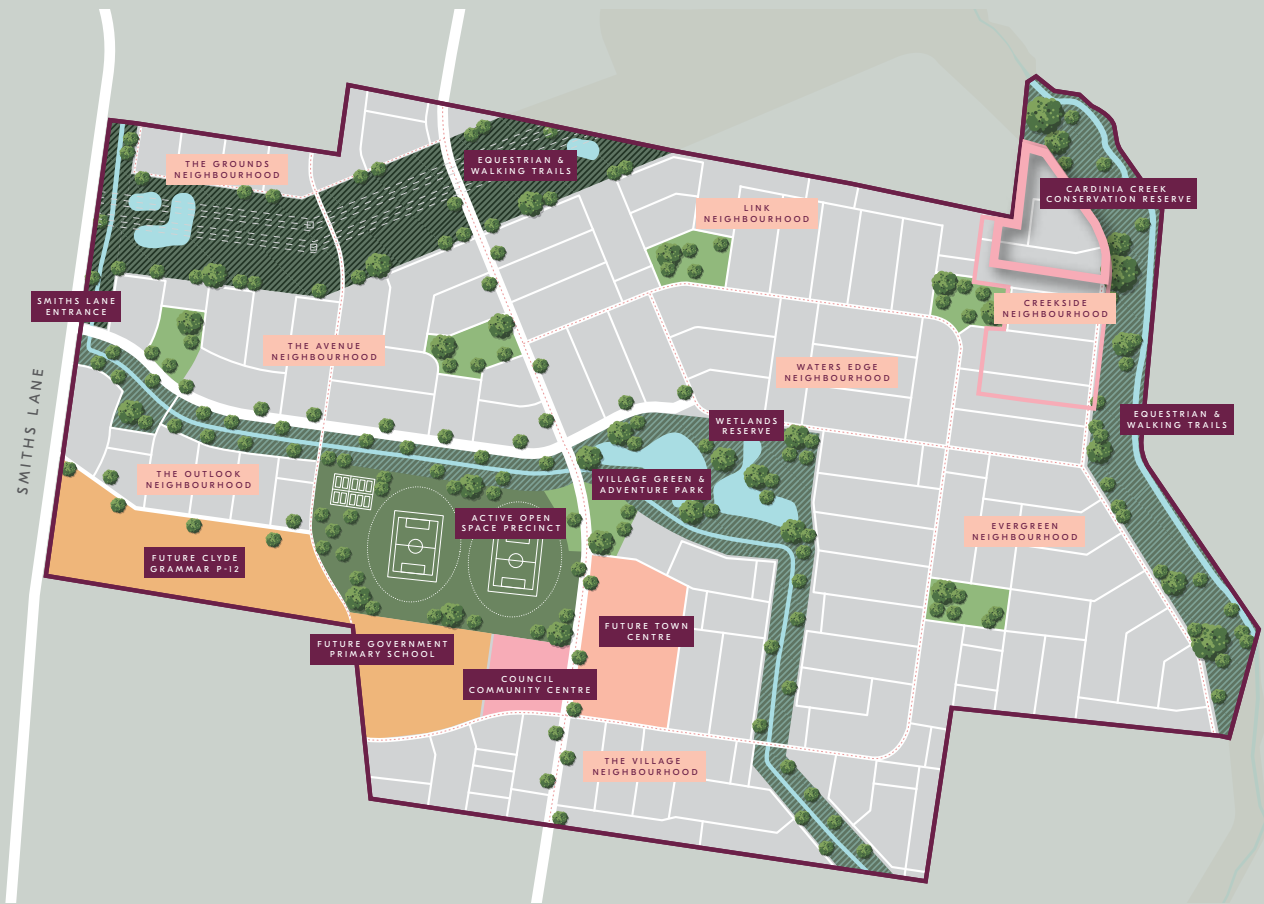 THE GROUNDS
NEIGHBOURHOOD
EQUESTRIAN &
WALKING TRAILS
CARDINIA CREEK
CONSERVATION RESERVE
LINK
NEIGHBOURHOOD
SMITHS LANE
ENTRANCE
CREEKSIDE
NEIGHBOURHOOD
THE AVENUE
NEIGHBOURHOOD
WATERS EDGE
NEIGHBOURHOOD
SMITHS LANE
WETLANDS
RESERVE
EQUESTRIAN &
WALKING TRAILS
THE OUTLOOK
NEIGHBOURHOOD
VILLAGE GREEN &
ADVENTURE PARK
ACTIVE OPEN
SPACE PRECINCT
EVERGREEN
NEIGHBOURHOOD
FUTURE CLYDE
GRAMMAR P-12
FUTURE TOWN
CENTRE
FUTURE GOVERNMENT
PRIMARY SCHOOL
COUNCIL
COMMUNITY CENTRE
THE VILLAGE
NEIGHBOURHOOD